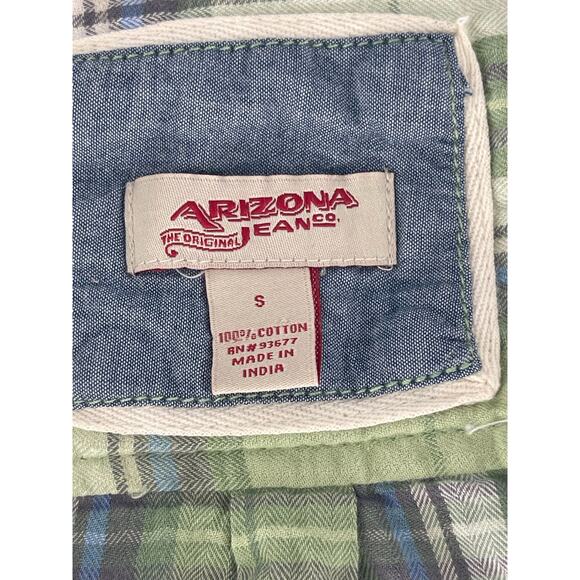 ARIZONA
THE ORIGINAL JEAN CO.
S
100% COTTON
RN# 93677
MADE IN
INDIA